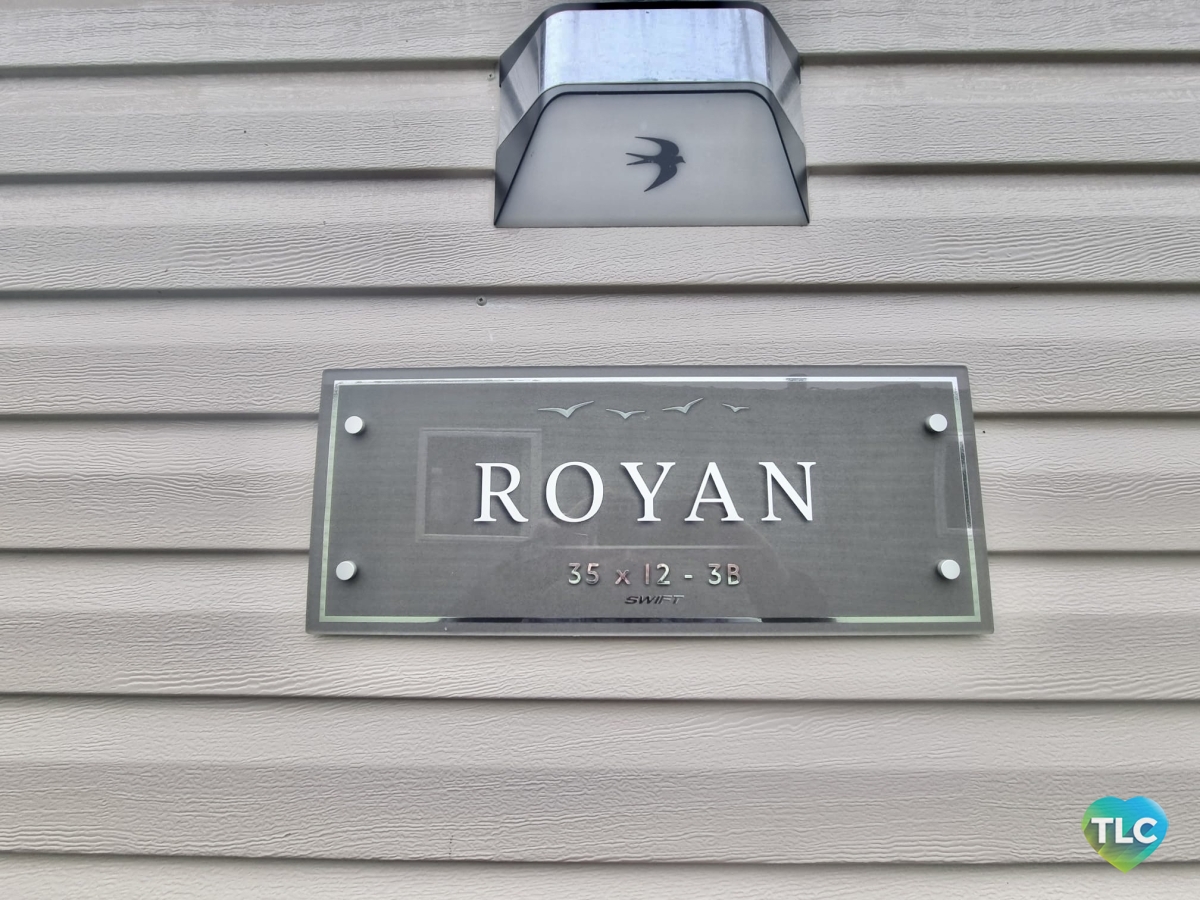 ROYAN
35 x 12 - 3B
SWIFT
TLC